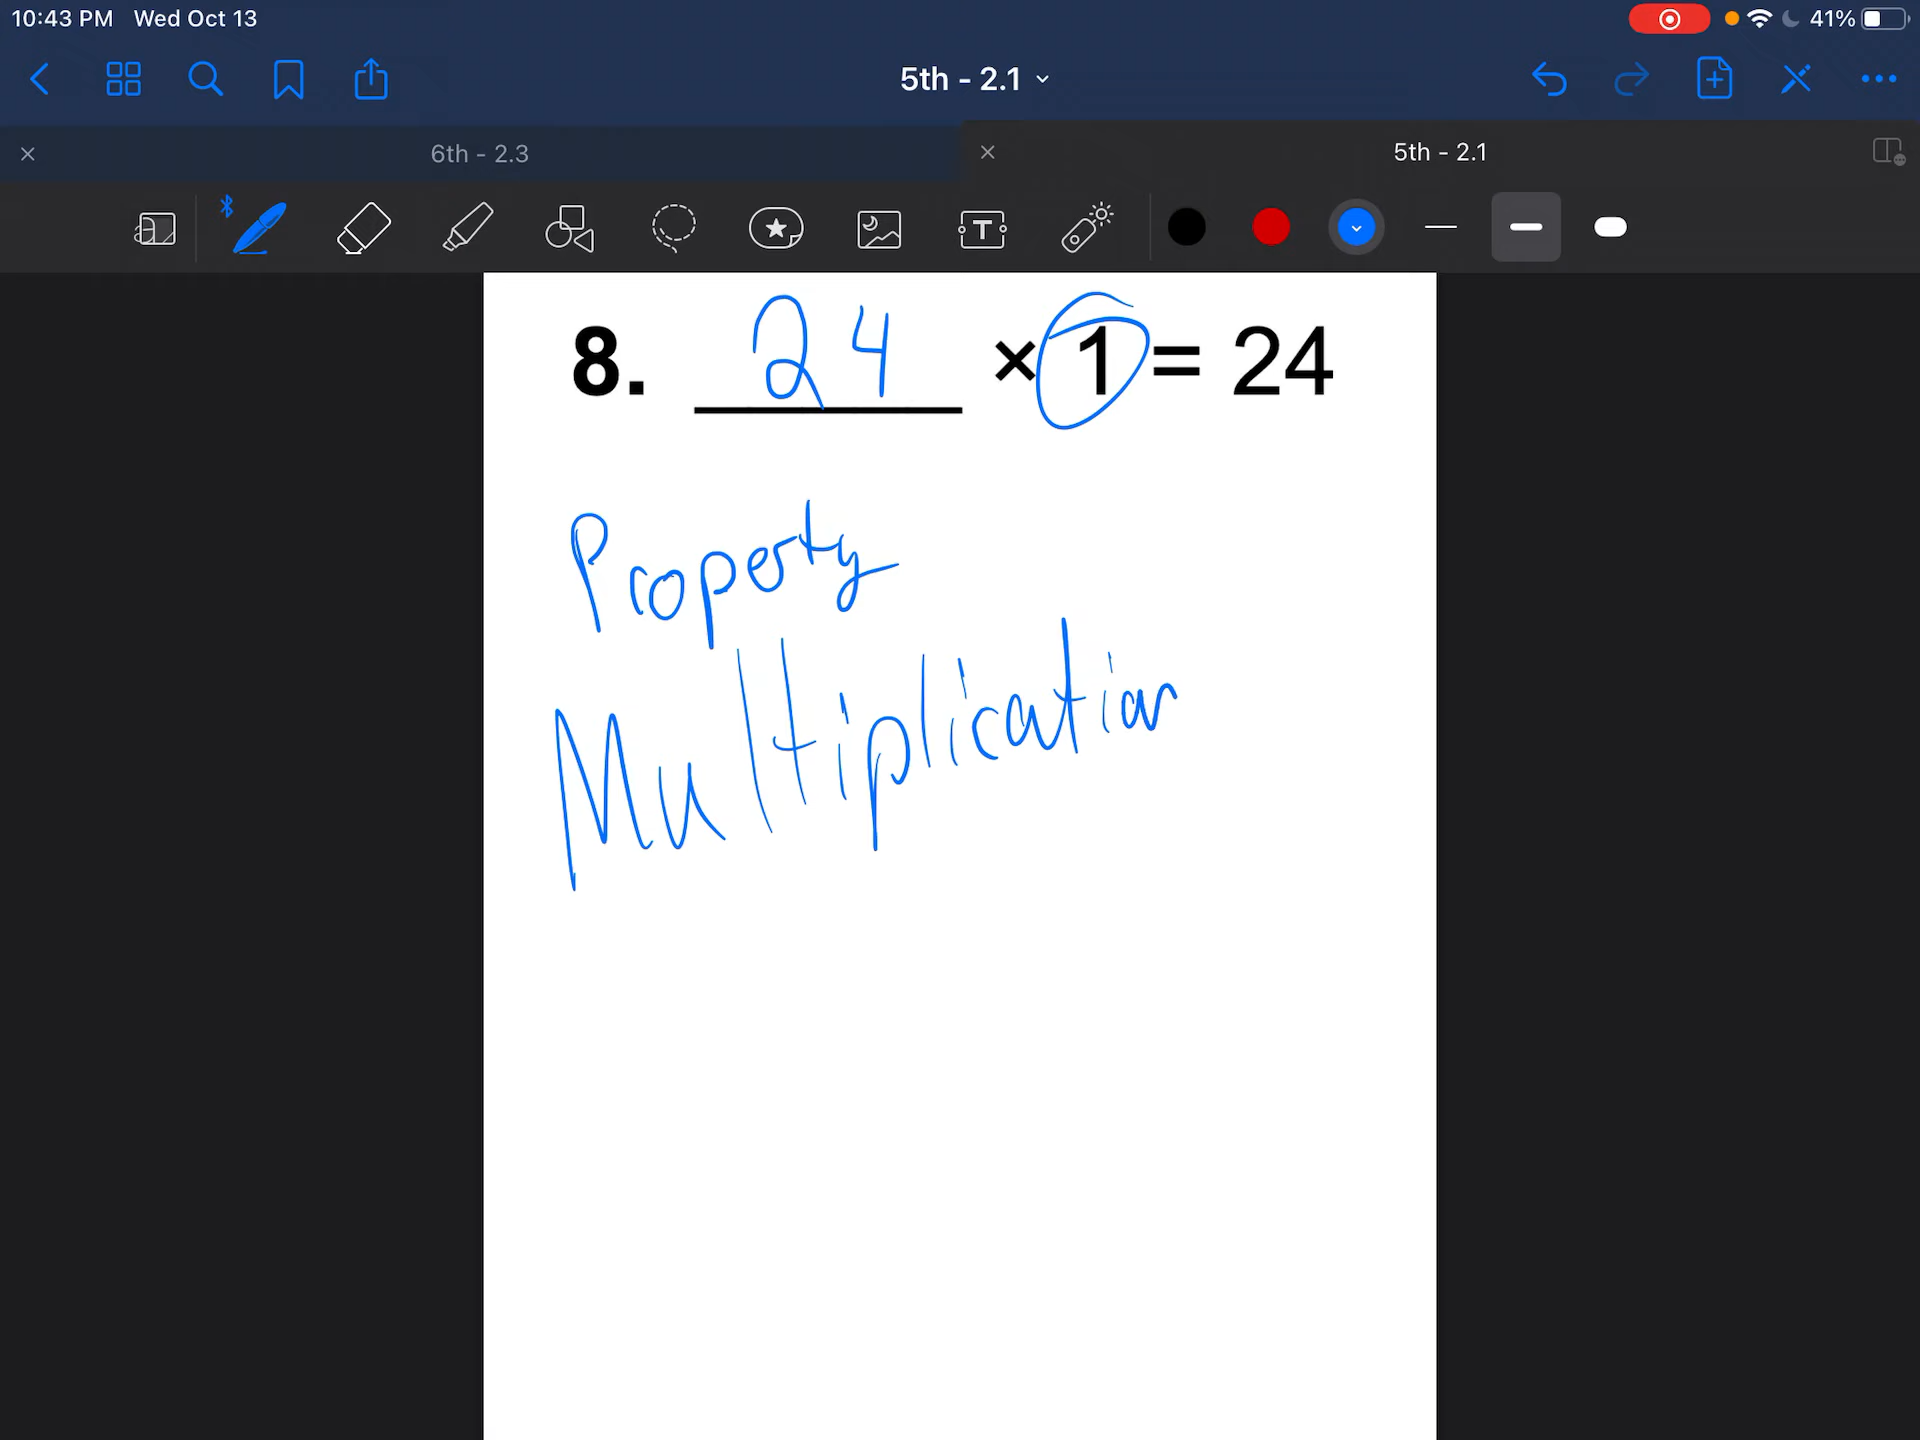 10:43 PM Wed Oct 13 41%
5th - 2.1
6th - 2.3 5th - 2.1
8. 24 × 1 = 24
Property
Multiplication